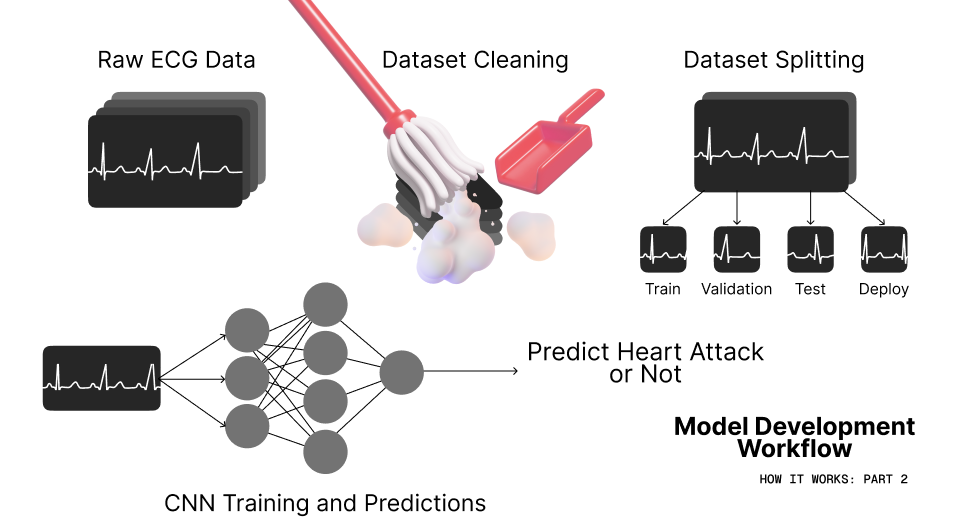 Raw ECG Data
Dataset Cleaning
Dataset Splitting
Train
Validation
Test
Deploy
Predict Heart Attack
or Not
Model Development
Workflow
HOW IT WORKS: PART 2
CNN Training and Predictions